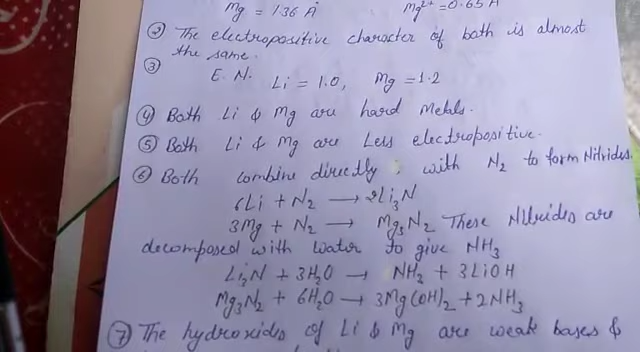 Mg = 1.36 Å Mg²⁺ = 0.65 Å
② The electropositive character of both is almost
the same.
③ E.N. Li = 1.0, Mg = 1.2
④ Both Li & Mg are hard Metals.
⑤ Both Li & Mg are Less electropositive.
⑥ Both combine directly with N₂ to form Nitrides.
6Li + N₂ → 2Li₃N
3Mg + N₂ → Mg₃N₂ These Nitrides are
decomposed with water to give NH₃
Li₃N + 3H₂O → NH₂ + 3LiOH
Mg₃N₂ + 6H₂O → 3Mg(OH)₂ + 2NH₃
⑦ The hydroxides of Li & Mg are weak bases &